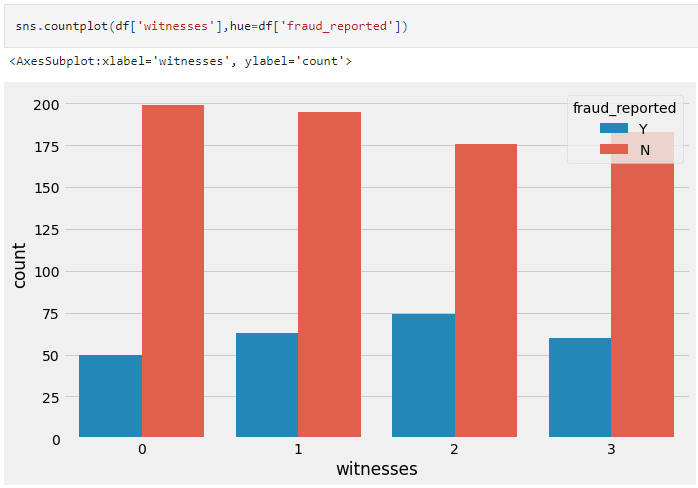 sns.countplot(df['witnesses'],hue=df['fraud_reported'])
<AxesSubplot:xlabel='witnesses', ylabel='count'>
fraud_reported
Y
N
200
175
150
125
100
75
50
25
0
count
0 1 2 3
witnesses